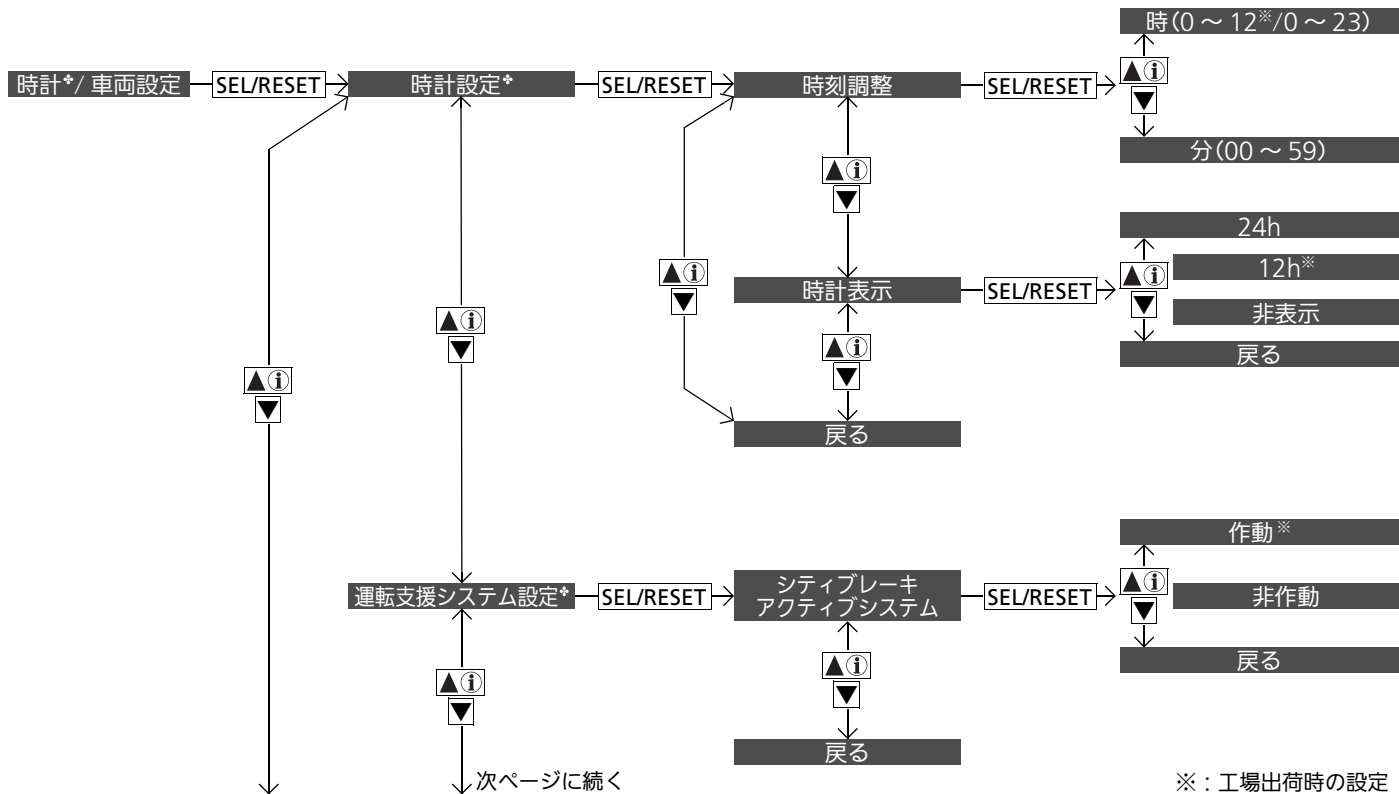 時(0 ～ 12※/0 ～ 23)
時計✤/ 車両設定 SEL/RESET 時計設定✤ SEL/RESET 時刻調整 SEL/RESET ▲ⓘ
▼
分(00 ～ 59)
▲ⓘ
▼
24h
▲ⓘ
▼
時計表示 SEL/RESET ▲ⓘ
▼
12h※
非表示
戻る
▲ⓘ
▼
▲ⓘ
▼
▲ⓘ
▼
戻る
作動※
運転支援システム設定✤ SEL/RESET シティブレーキ
アクティブシステム SEL/RESET ▲ⓘ
▼
非作動
戻る
▲ⓘ
▼
▲ⓘ
▼
戻る
次ページに続く
※：工場出荷時の設定